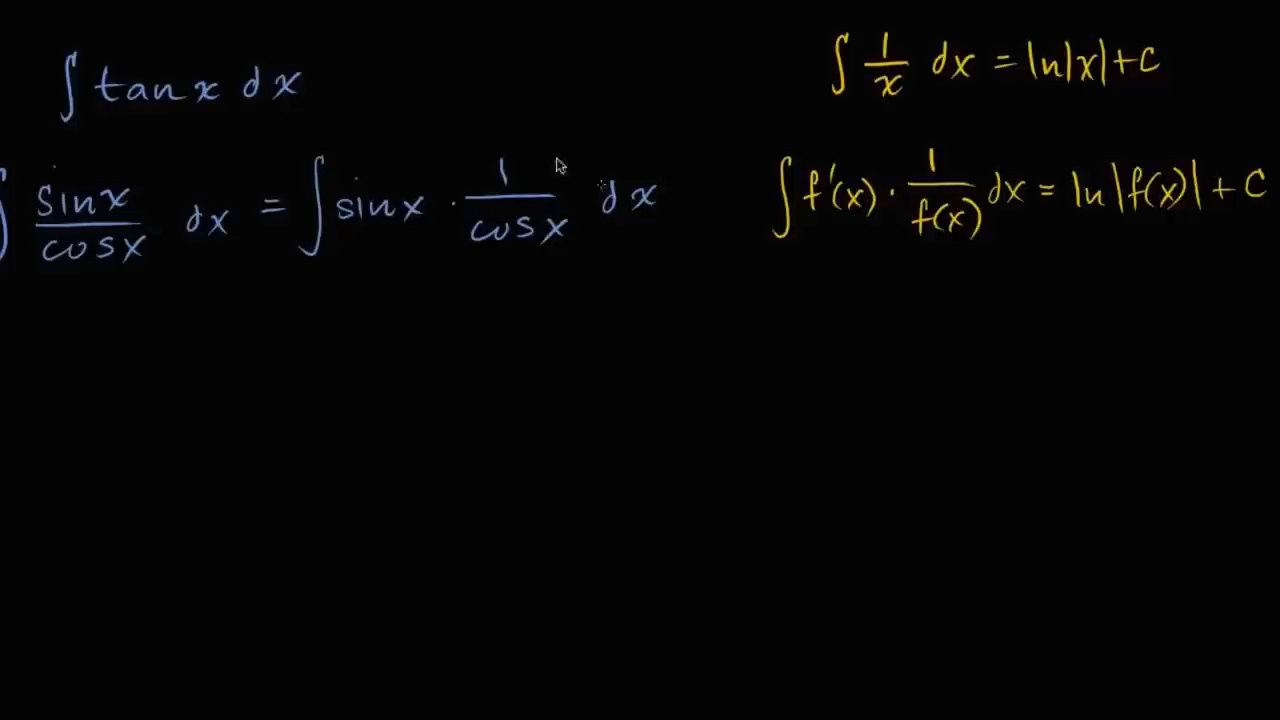 ∫ tan x dx
∫ 1/x dx = ln|x| + C
∫ sin x/cos x dx = ∫ sin x · 1/cos x dx
∫ f'(x) · 1/f(x) dx = ln|f(x)| + C